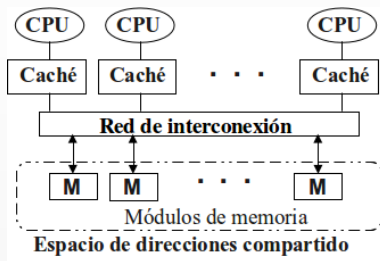 CPU CPU CPU
Caché Caché . . . Caché
Red de interconexión
M M . . . M
Módulos de memoria
Espacio de direcciones compartido